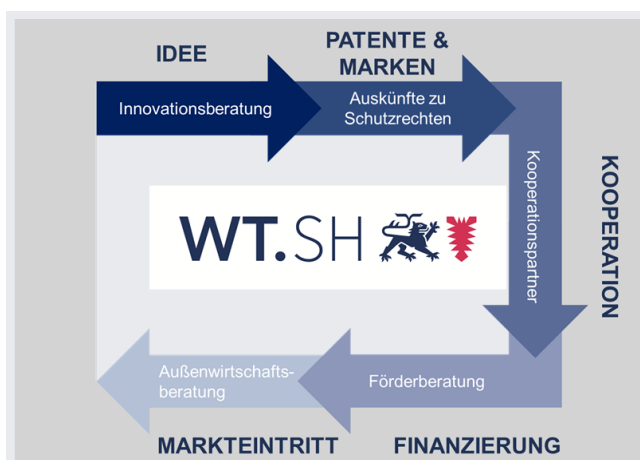 IDEE
PATENTE &
MARKEN
Innovationsberatung
Auskünfte zu
Schutzrechten
Kooperationspartner
KOOPERATION
WT.SH
Außenwirtschafts-
beratung
Förderberatung
MARKTEINTRITT
FINANZIERUNG